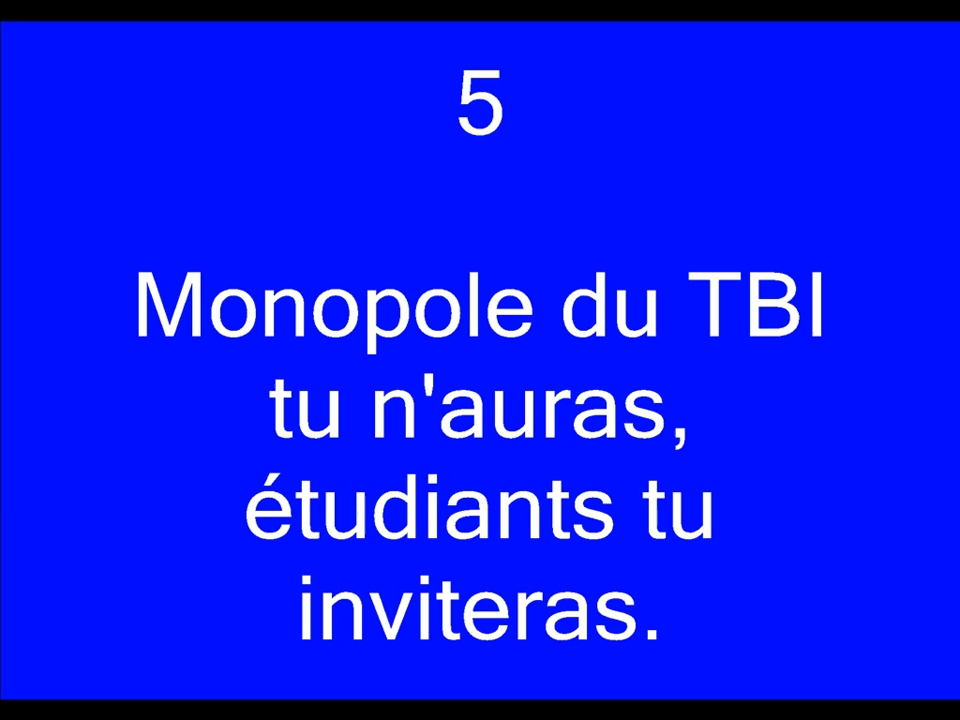 5
Monopole du TBI
tu n'auras,
étudiants tu
inviteras.